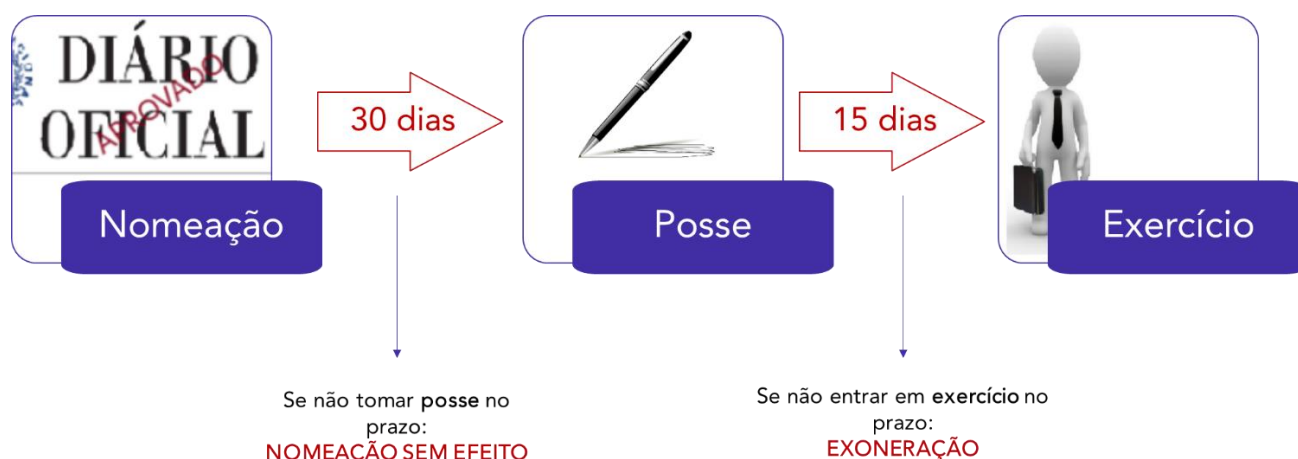 DIÁRIO
OFICIAL
APROVADO
Nomeação
30 dias
Posse
15 dias
Exercício
Se não tomar posse no
prazo:
NOMEAÇÃO SEM EFEITO
Se não entrar em exercício no
prazo:
EXONERAÇÃO